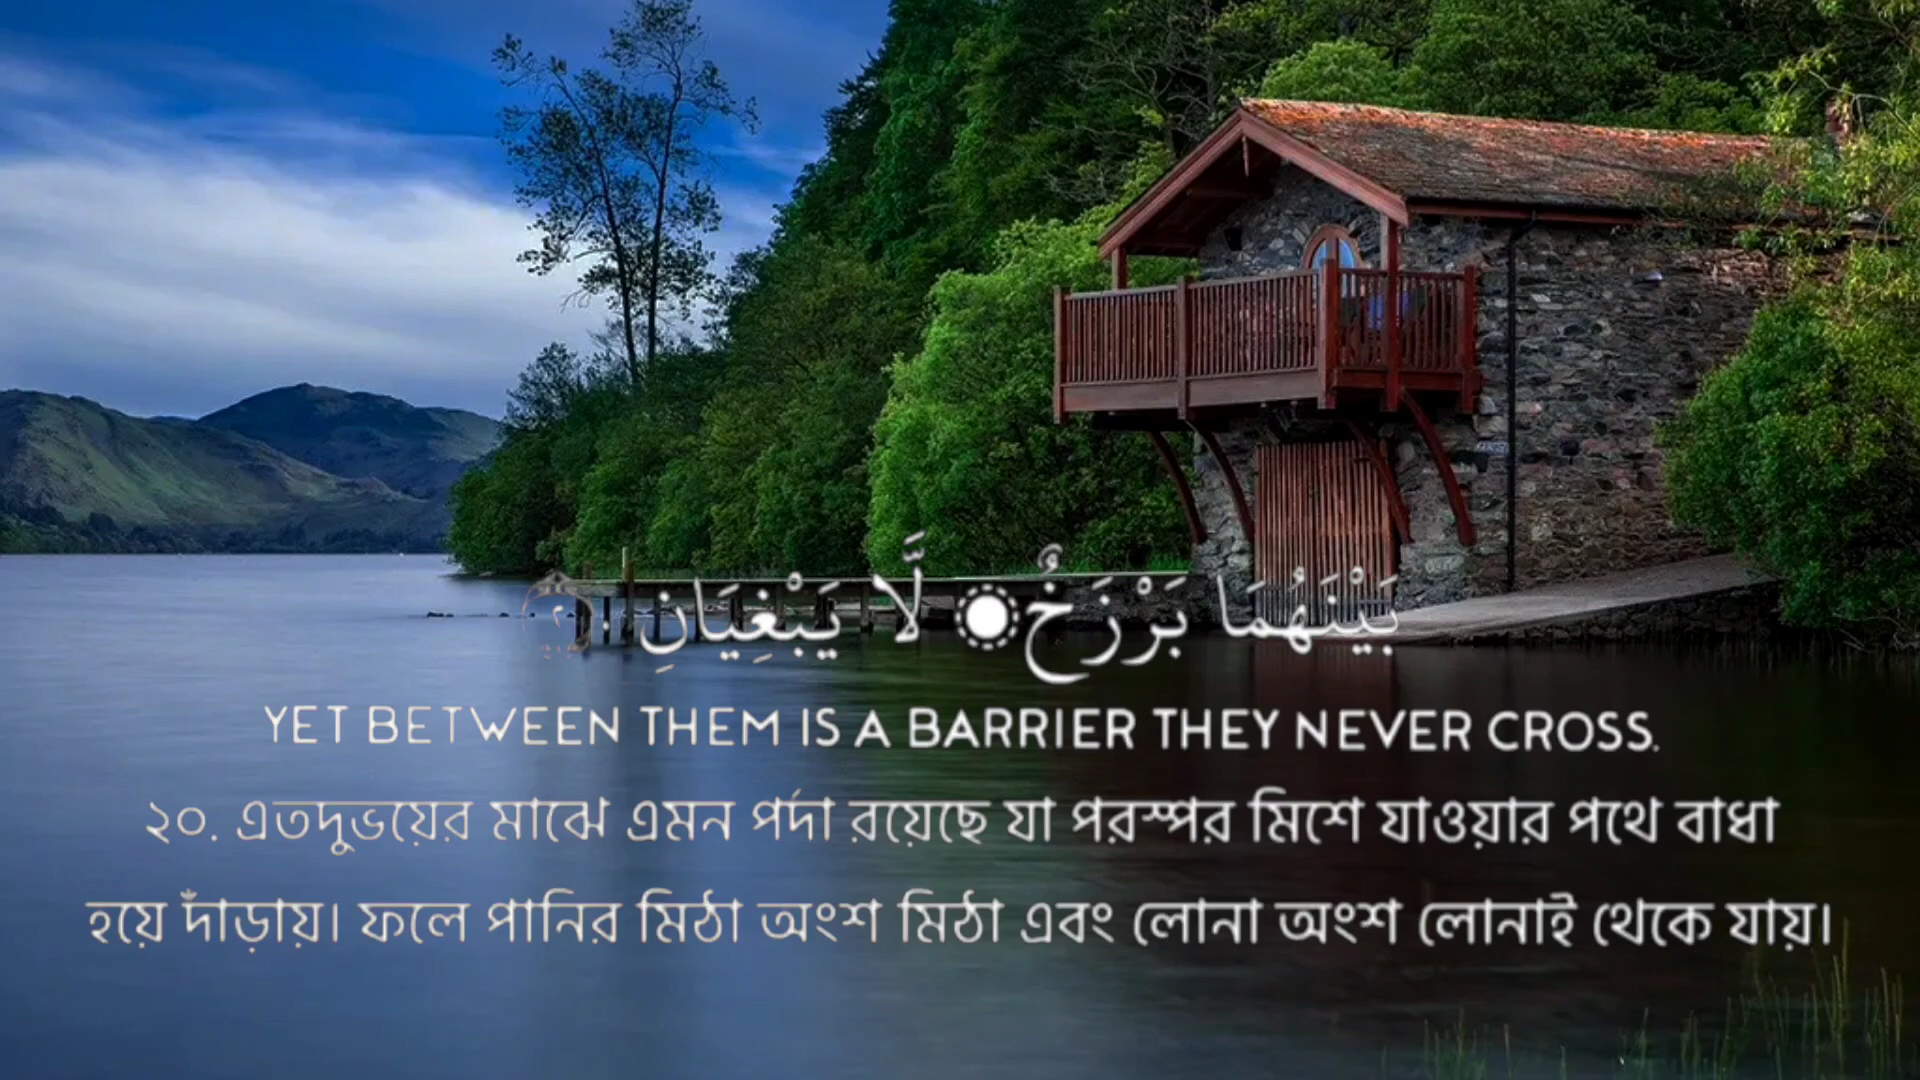 بَيْنَهُمَا بَرْزَخٌ لَّا يَبْغِيَانِ
YET BETWEEN THEM IS A BARRIER THEY NEVER CROSS.
২০. এতদুভয়ের মাঝে এমন পর্দা রয়েছে যা পরস্পর মিশে যাওয়ার পথে বাধা
হয়ে দাঁড়ায়। ফলে পানির মিঠা অংশ মিঠা এবং লোনা অংশ লোনাই থেকে যায়।